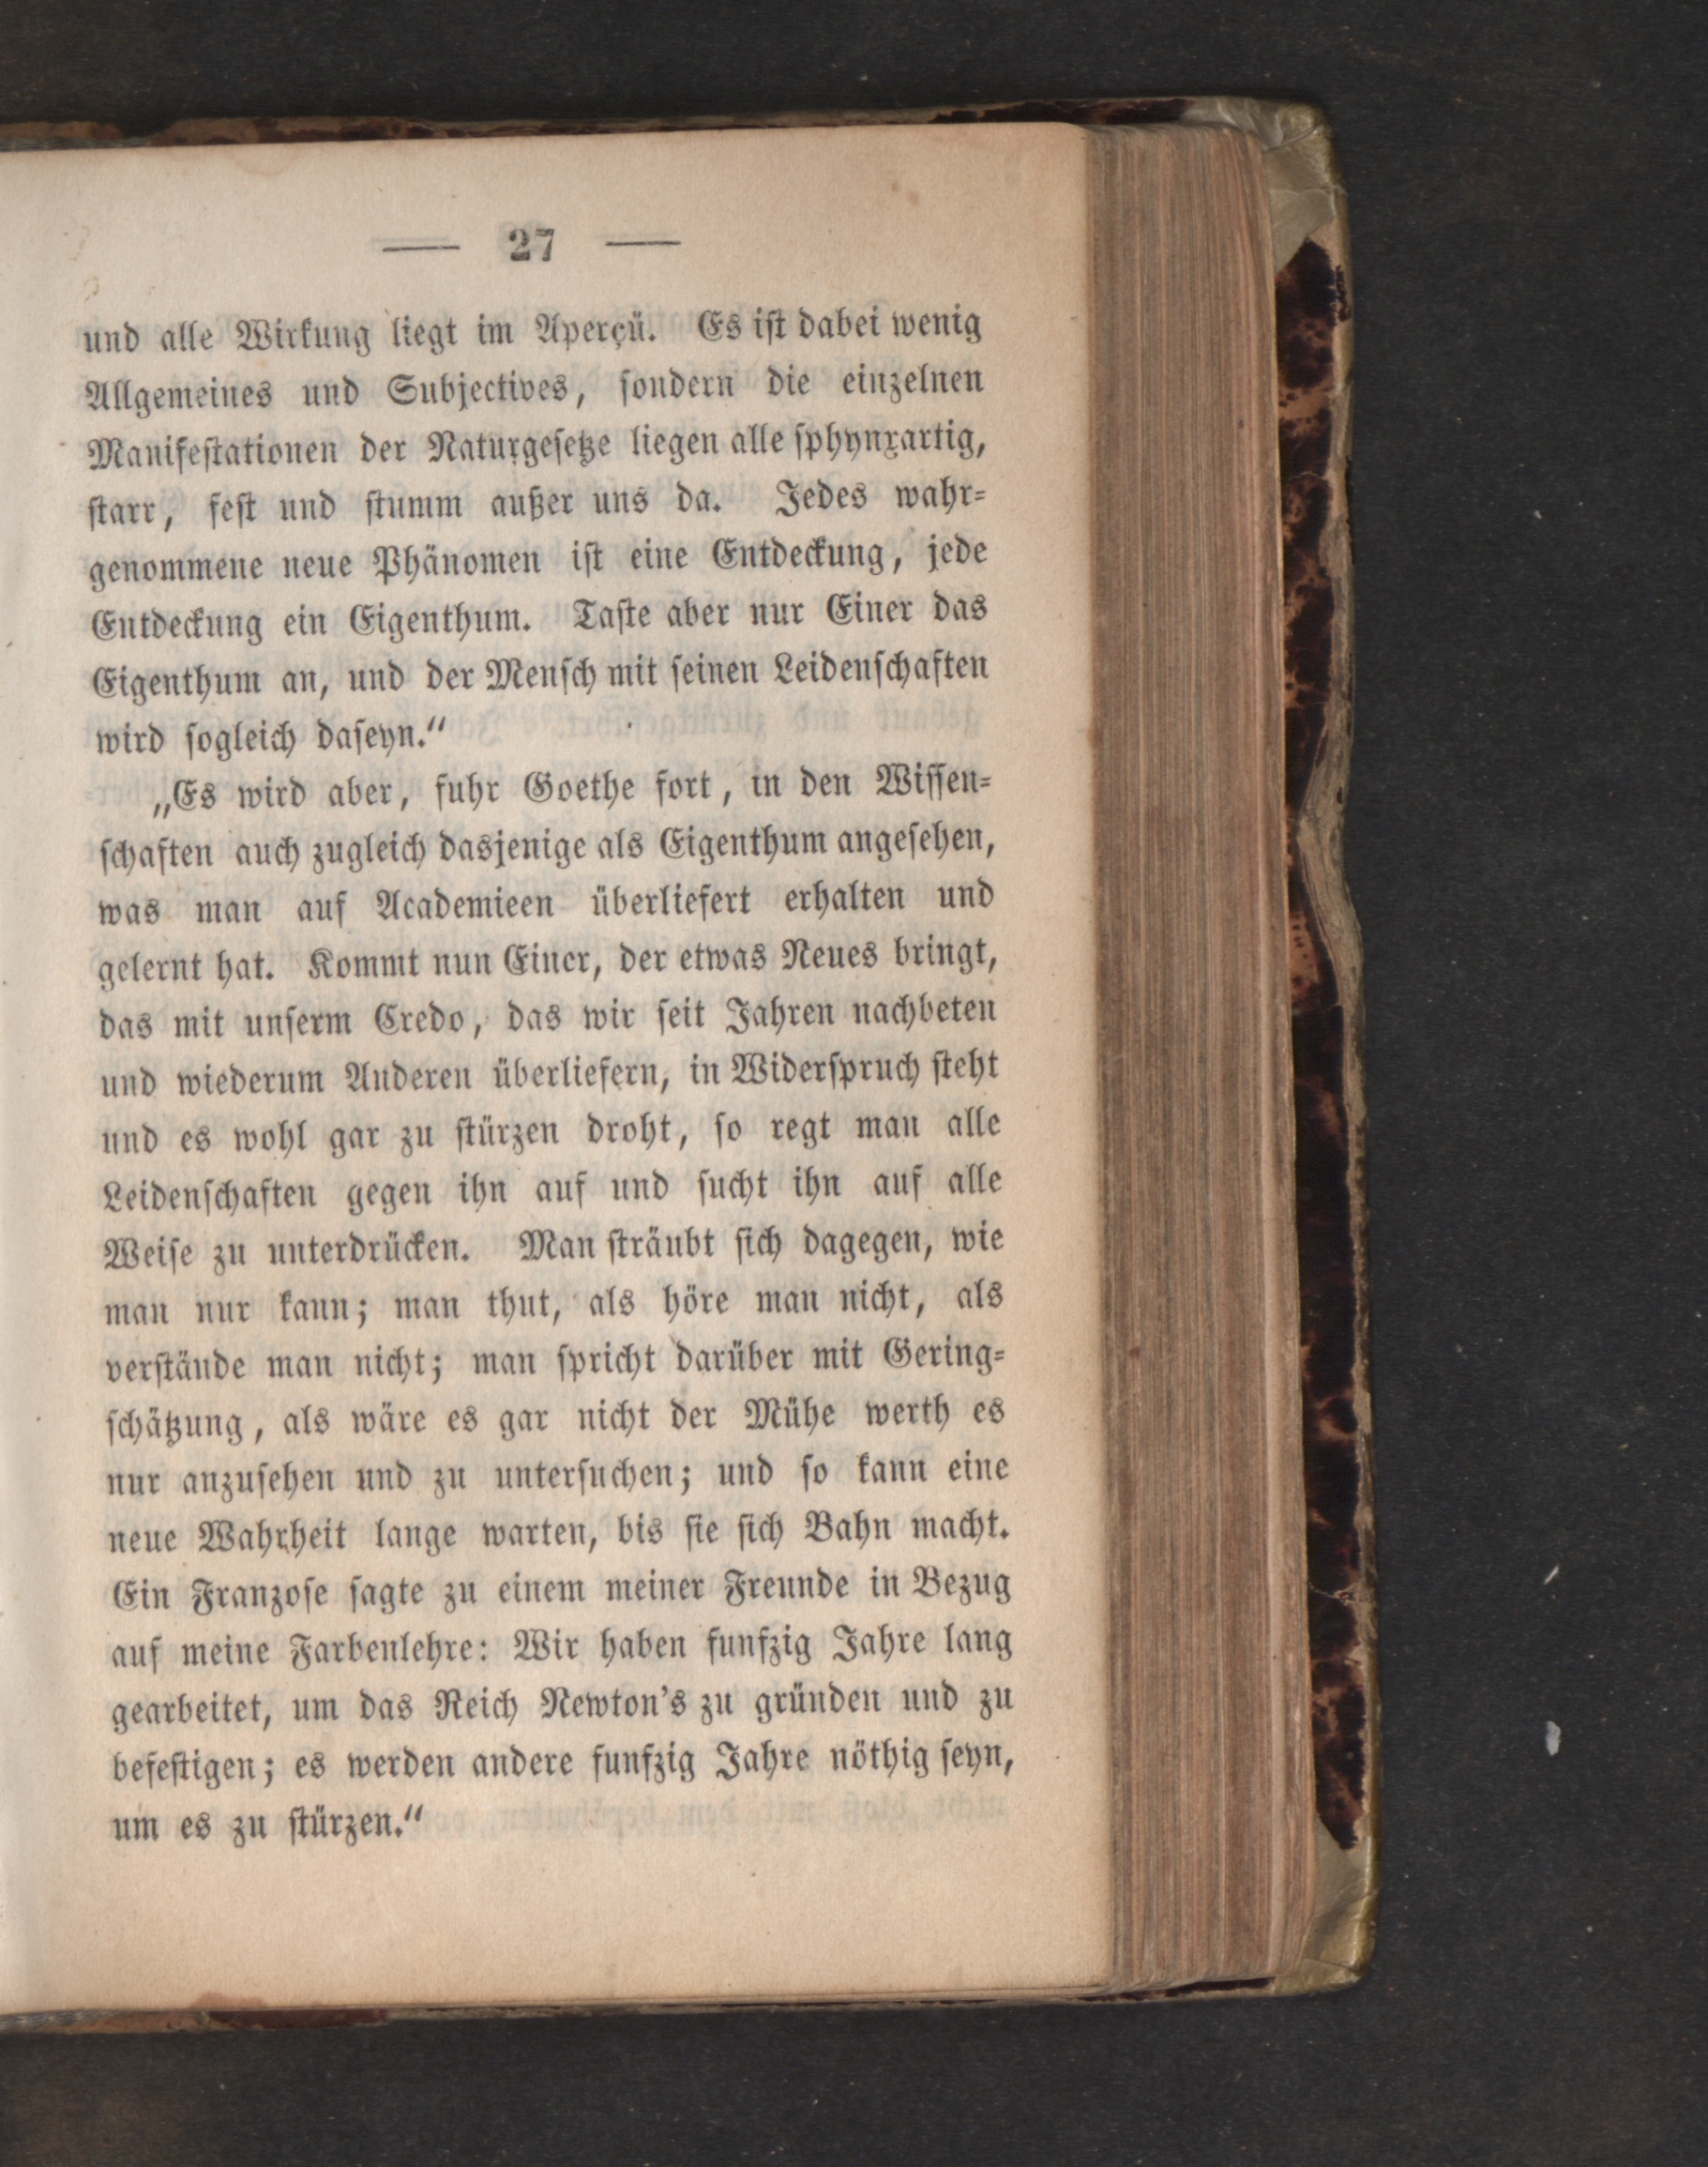 — 27 —
und alle Wirkung liegt im Aperçü. Es ist dabei wenig
Allgemeines und Subjectives, sondern die einzelnen
Manifestationen der Naturgesetze liegen alle sphynxartig,
starr, fest und stumm außer uns da. Jedes wahr-
genommene neue Phänomen ist eine Entdeckung, jede
Entdeckung ein Eigenthum. Taste aber nur Einer das
Eigenthum an, und der Mensch mit seinen Leidenschaften
wird sogleich daseyn.“
„Es wird aber, fuhr Goethe fort, in den Wissen-
schaften auch zugleich dasjenige als Eigenthum angesehen,
was man auf Academieen überliefert erhalten und
gelernt hat. Kommt nun Einer, der etwas Neues bringt,
das mit unserm Credo, das wir seit Jahren nachbeten
und wiederum Anderen überliefern, in Widerspruch steht
und es wohl gar zu stürzen droht, so regt man alle
Leidenschaften gegen ihn auf und sucht ihn auf alle
Weise zu unterdrücken. Man sträubt sich dagegen, wie
man nur kann; man thut, als höre man nicht, als
verstände man nicht; man spricht darüber mit Gering-
schätzung, als wäre es gar nicht der Mühe werth es
nur anzusehen und zu untersuchen; und so kann eine
neue Wahrheit lange warten, bis sie sich Bahn macht.
Ein Franzose sagte zu einem meiner Freunde in Bezug
auf meine Farbenlehre: Wir haben funfzig Jahre lang
gearbeitet, um das Reich Newton's zu gründen und zu
befestigen; es werden andere funfzig Jahre nöthig seyn,
um es zu stürzen.“